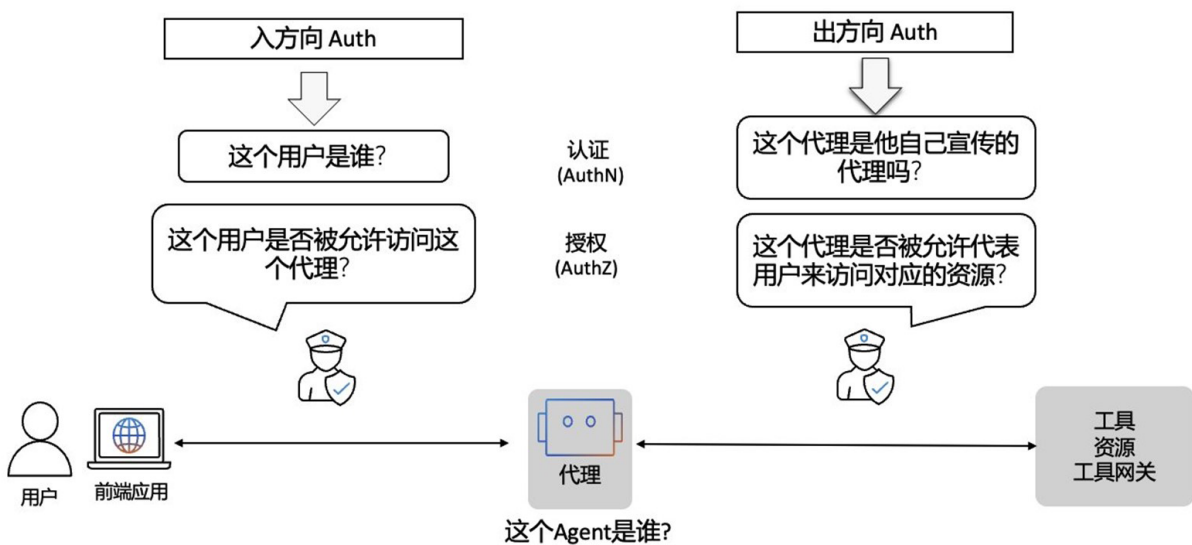 入方向 Auth
出方向 Auth
这个用户是谁?
认证
(AuthN)
这个代理是他自己宣传的
代理吗?
这个用户是否被允许访问这
个代理?
授权
(AuthZ)
这个代理是否被允许代表
用户来访问对应的资源?
用户
前端应用
代理
这个Agent是谁?
工具
资源
工具网关